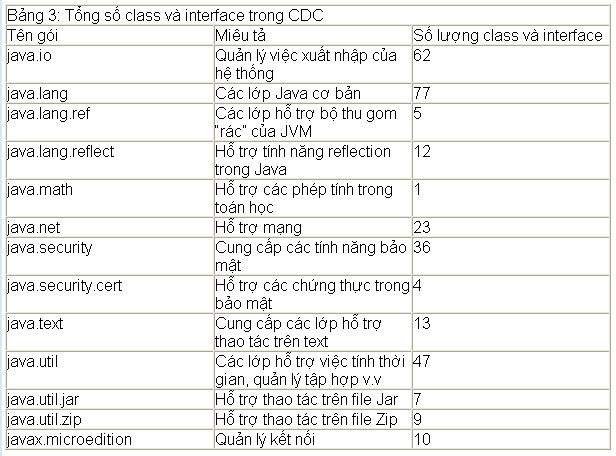 Bảng 3: Tổng số class và interface trong CDC
Tên gói Miêu tả Số lượng class và interface
java.io Quản lý việc xuất nhập của 62
hệ thống
java.lang Các lớp Java cơ bản 77
java.lang.ref Các lớp hỗ trợ bộ thu gom 5
"rác" của JVM
java.lang.reflect Hỗ trợ tính năng reflection 12
trong Java
java.math Hỗ trợ các phép tính trong 1
toán học
java.net Hỗ trợ mạng 23
java.security Cung cấp các tính năng bảo 36
mật
java.security.cert Hỗ trợ các chứng thực trong 4
bảo mật
java.text Cung cấp các lớp hỗ trợ 13
thao tác trên text
java.util Các lớp hỗ trợ việc tính thời 47
gian, quản lý tập hợp v.v
java.util.jar Hỗ trợ thao tác trên file Jar 7
java.util.zip Hỗ trợ thao tác trên file Zip 9
javax.microedition Quản lý kết nối 10